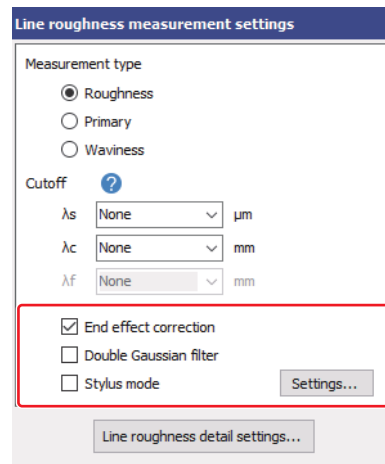 Line roughness measurement settings
Measurement type
Roughness
Primary
Waviness
Cutoff ?
λs None µm
λc None mm
λf None mm
End effect correction
Double Gaussian filter
Stylus mode Settings...
Line roughness detail settings...